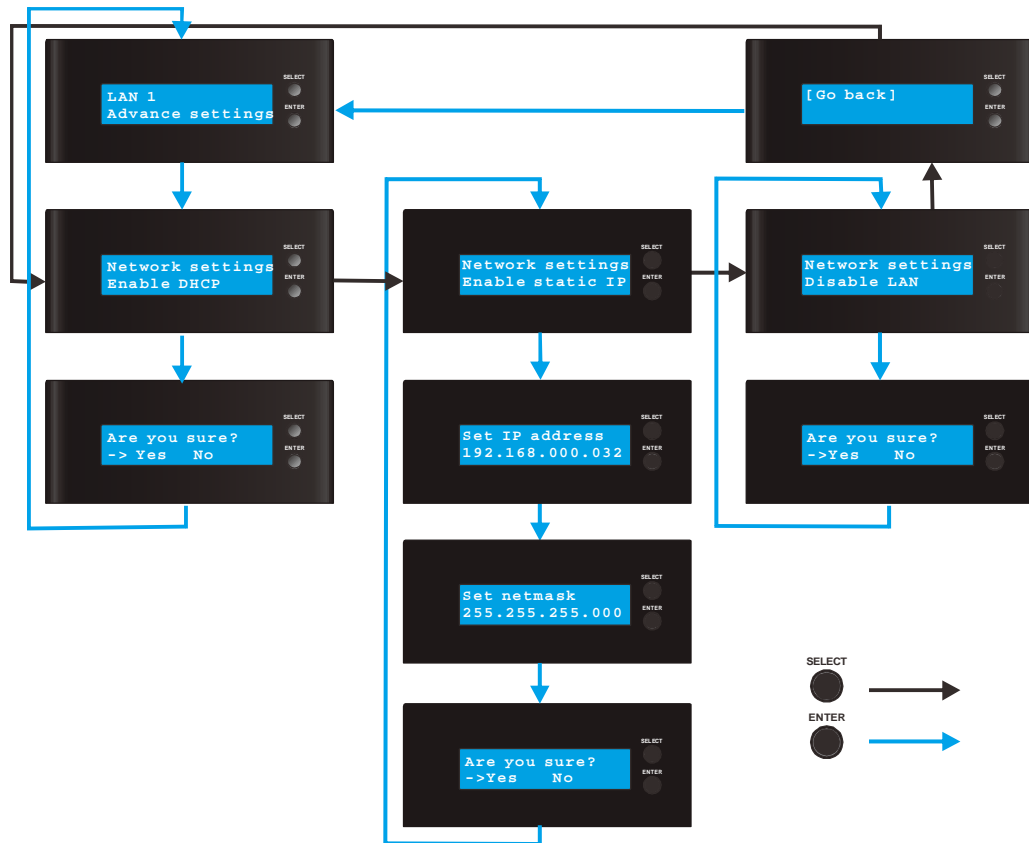 LAN 1
Advance settings
SELECT
ENTER
[Go back]
SELECT
ENTER
Network settings
Enable DHCP
SELECT
ENTER
Network settings
Enable static IP
SELECT
ENTER
Network settings
Disable LAN
SELECT
ENTER
Are you sure?
-> Yes No
SELECT
ENTER
Set IP address
192.168.000.032
SELECT
ENTER
Are you sure?
->Yes No
SELECT
ENTER
Set netmask
255.255.255.000
SELECT
ENTER
Are you sure?
->Yes No
SELECT
ENTER
SELECT
ENTER